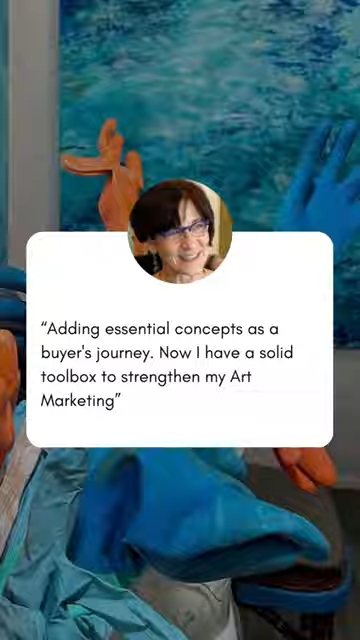 “Adding essential concepts as a
buyer's journey. Now I have a solid
toolbox to strengthen my Art
Marketing”